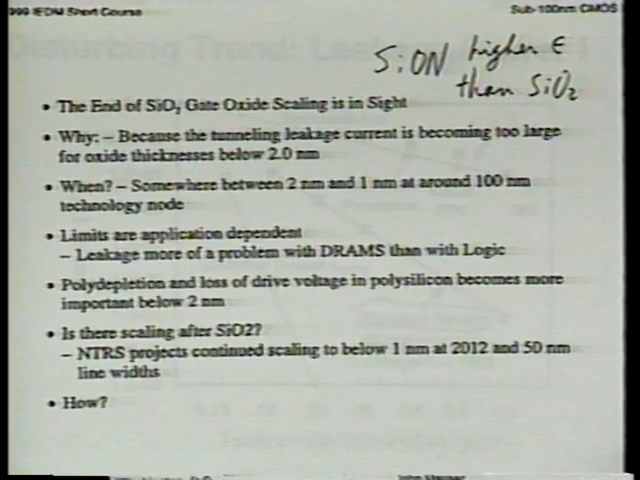 999 IEDM Short Course
Sub-100nm CMOS
SiON higher ϵ
than SiO₂
• The End of SiO₂ Gate Oxide Scaling is in Sight
• Why: – Because the tunneling leakage current is becoming too large
for oxide thicknesses below 2.0 nm
• When? – Somewhere between 2 nm and 1 nm at around 100 nm
technology node
• Limits are application dependent
– Leakage more of a problem with DRAMS than with Logic
• Polydepletion and loss of drive voltage in polysilicon becomes more
important below 2 nm
• Is there scaling after SiO2?
– NTRS projects continued scaling to below 1 nm at 2012 and 50 nm
line widths
• How?